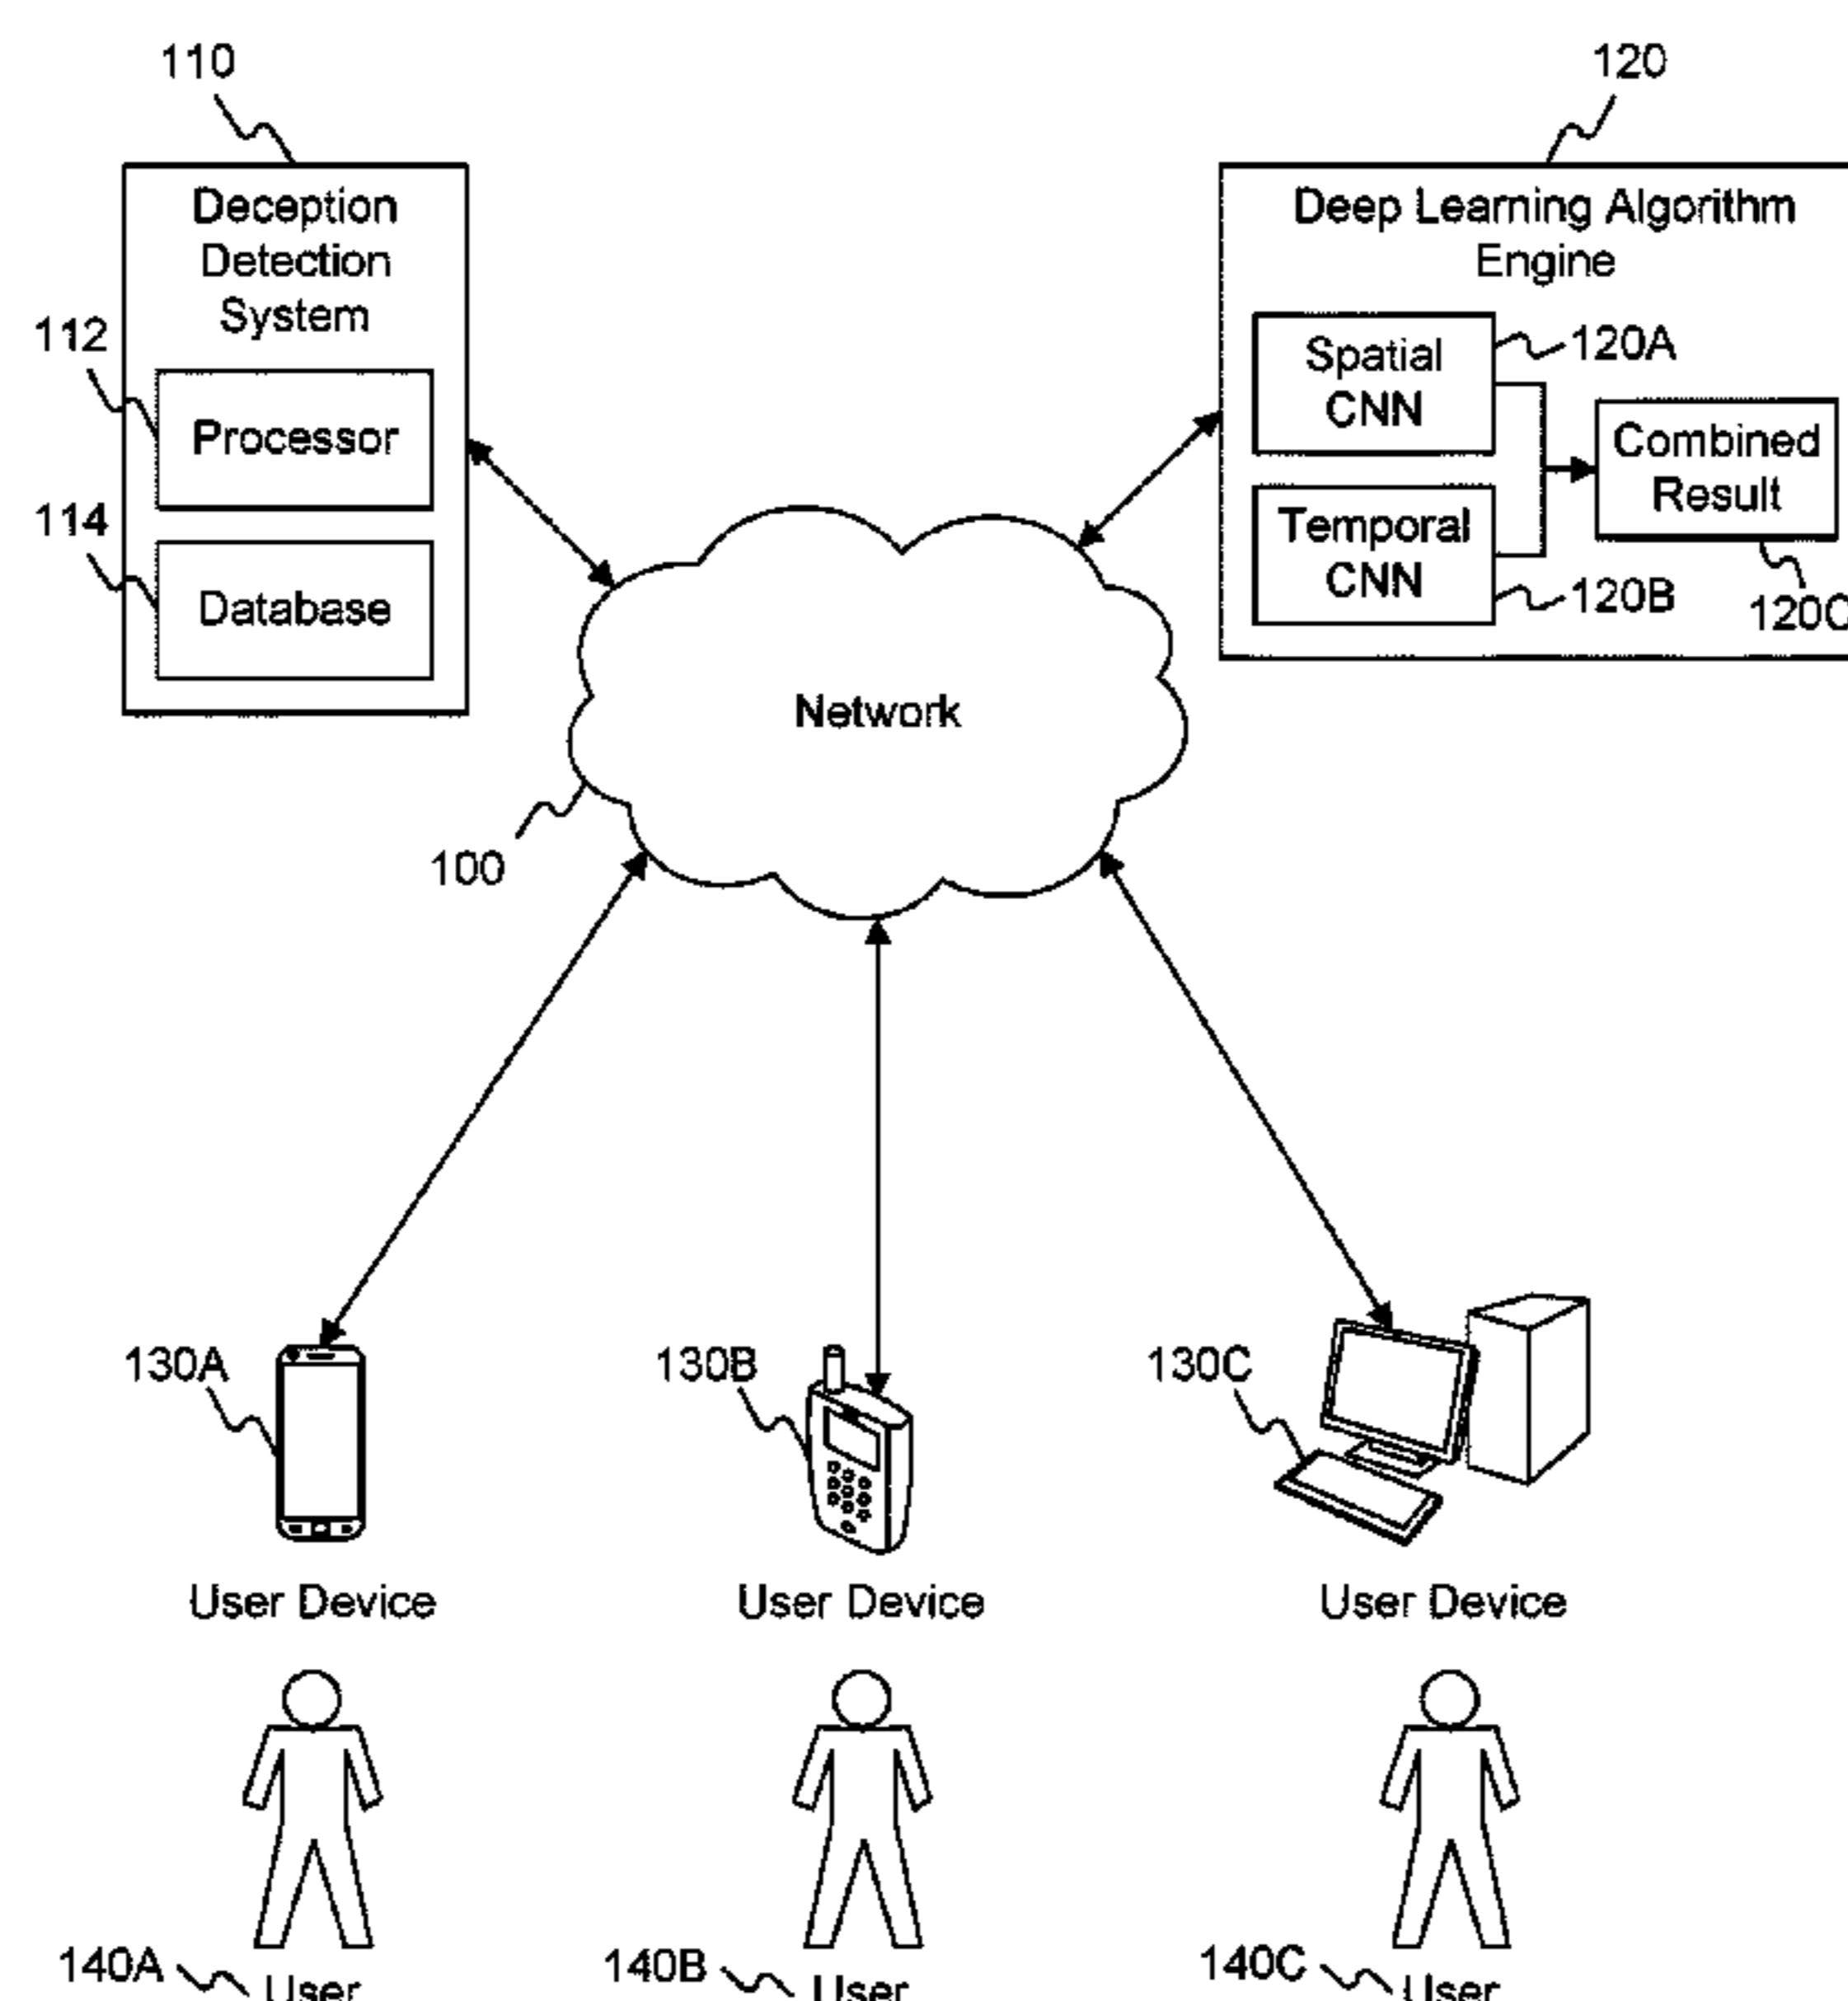 110
120
Deception
Detection
System
112
Processor
114
Database
Deep Learning Algorithm
Engine
Spatial
CNN
120A
Temporal
CNN
120B
Combined
Result
120C
Network
100
130A
130B
130C
User Device
User Device
User Device
140A
User
140B
User
140C
User